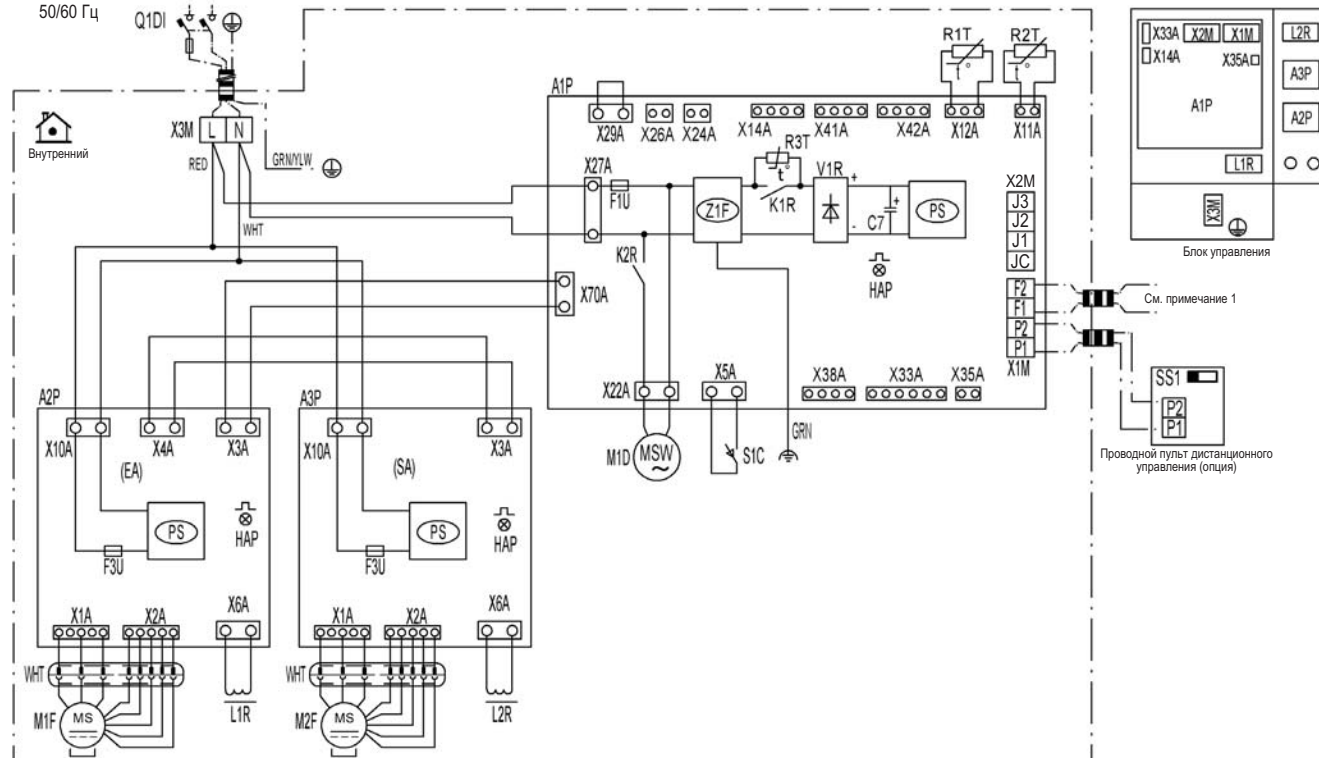 50/60 Гц
Q1DI
Внутренний
X3M
L
N
RED
GRN/YLW
WHT
A1P
X29A
X26A
X24A
X14A
X41A
X42A
X12A
X11A
R1T
t°
R2T
t°
X27A
F1U
Z1F
R3T
t°
K1R
V1R
+
-
C7
+
PS
HAP
K2R
X70A
X22A
X5A
X38A
X33A
X35A
M1D
MSW
~
S1C
GRN
X2M
J3
J2
J1
JC
F2
F1
P2
P1
X1M
См. примечание 1
SS1
P2
P1
Проводной пульт дистанционного
управления (опция)
X33A
X2M
X1M
X14A
X35A
A1P
L2R
A3P
A2P
L1R
X3M
Блок управления
A2P
X10A
X4A
X3A
(EA)
PS
HAP
F3U
X1A
X2A
X6A
WHT
M1F
MS
L1R
A3P
X10A
X3A
(SA)
PS
HAP
F3U
X1A
X2A
X6A
WHT
M2F
MS
L2R